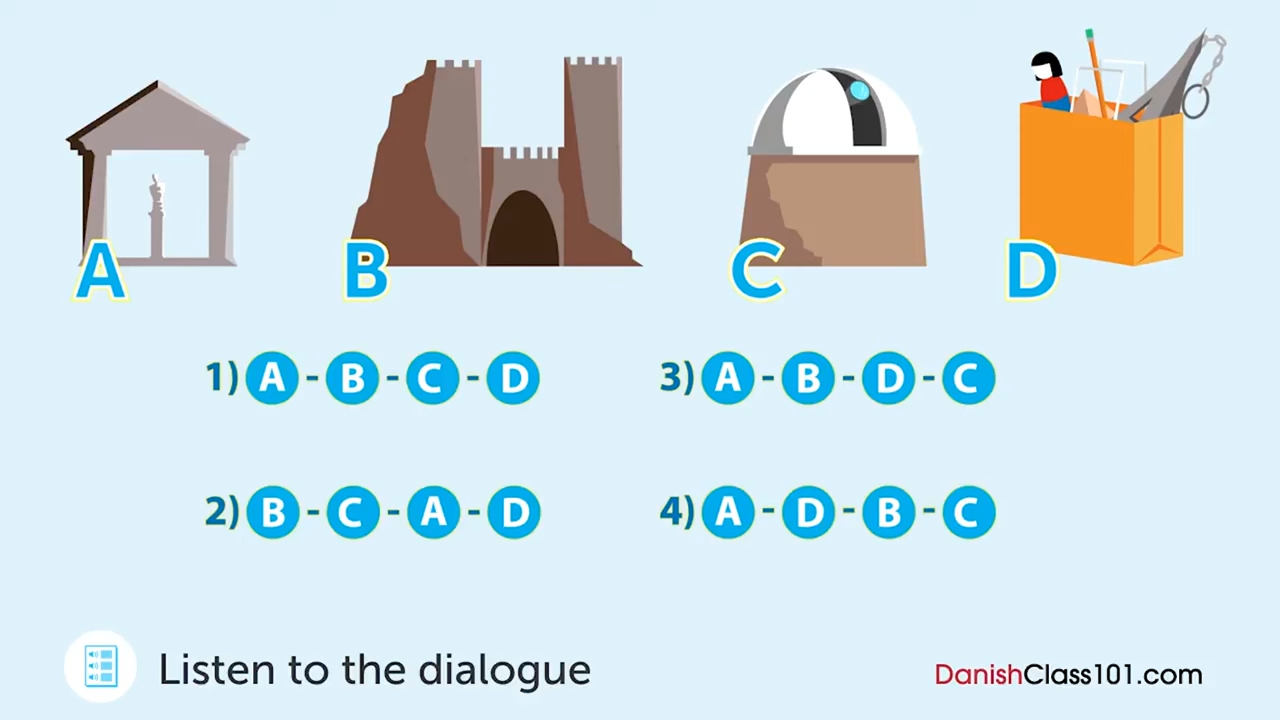 A B C D
1) A - B - C - D
3) A - B - D - C
2) B - C - A - D
4) A - D - B - C
Listen to the dialogue
DanishClass101.com